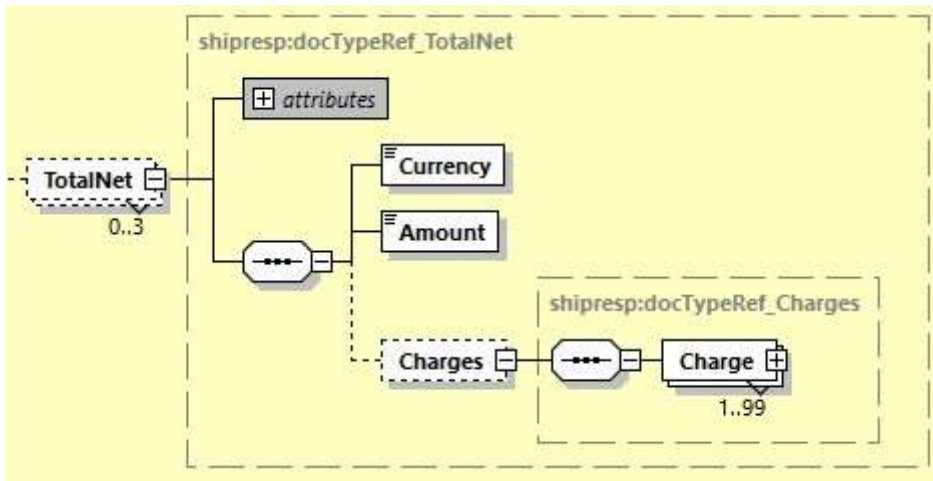 shipresp:docTypeRef_TotalNet
attributes
Currency
TotalNet
0..3
Amount
shipresp:docTypeRef_Charges
Charges
Charge
1..99